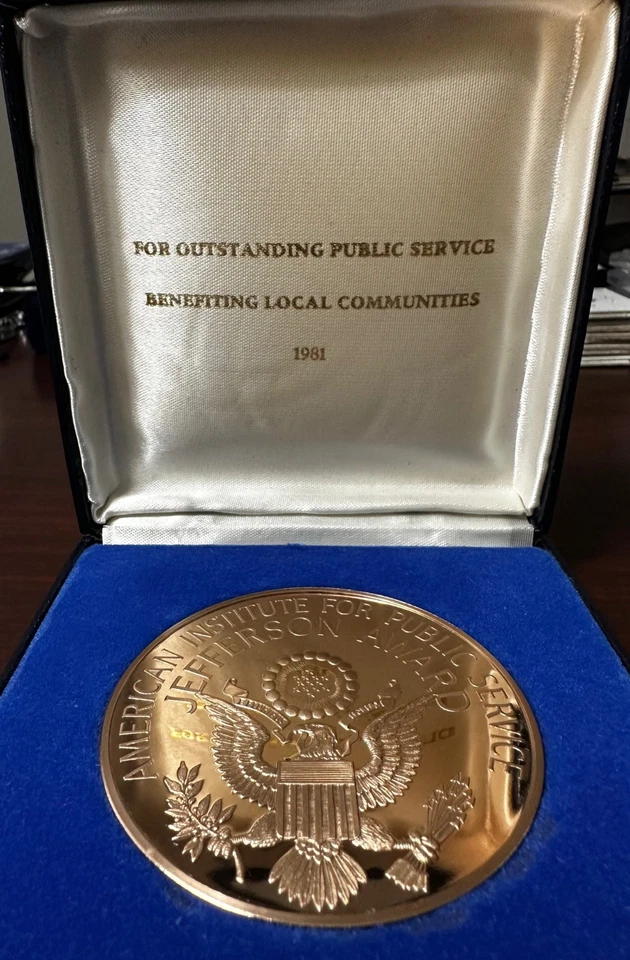 FOR OUTSTANDING PUBLIC SERVICE
BENEFITING LOCAL COMMUNITIES
1981
AMERICAN INSTITUTE FOR PUBLIC SERVICE
JEFFERSON AWARD